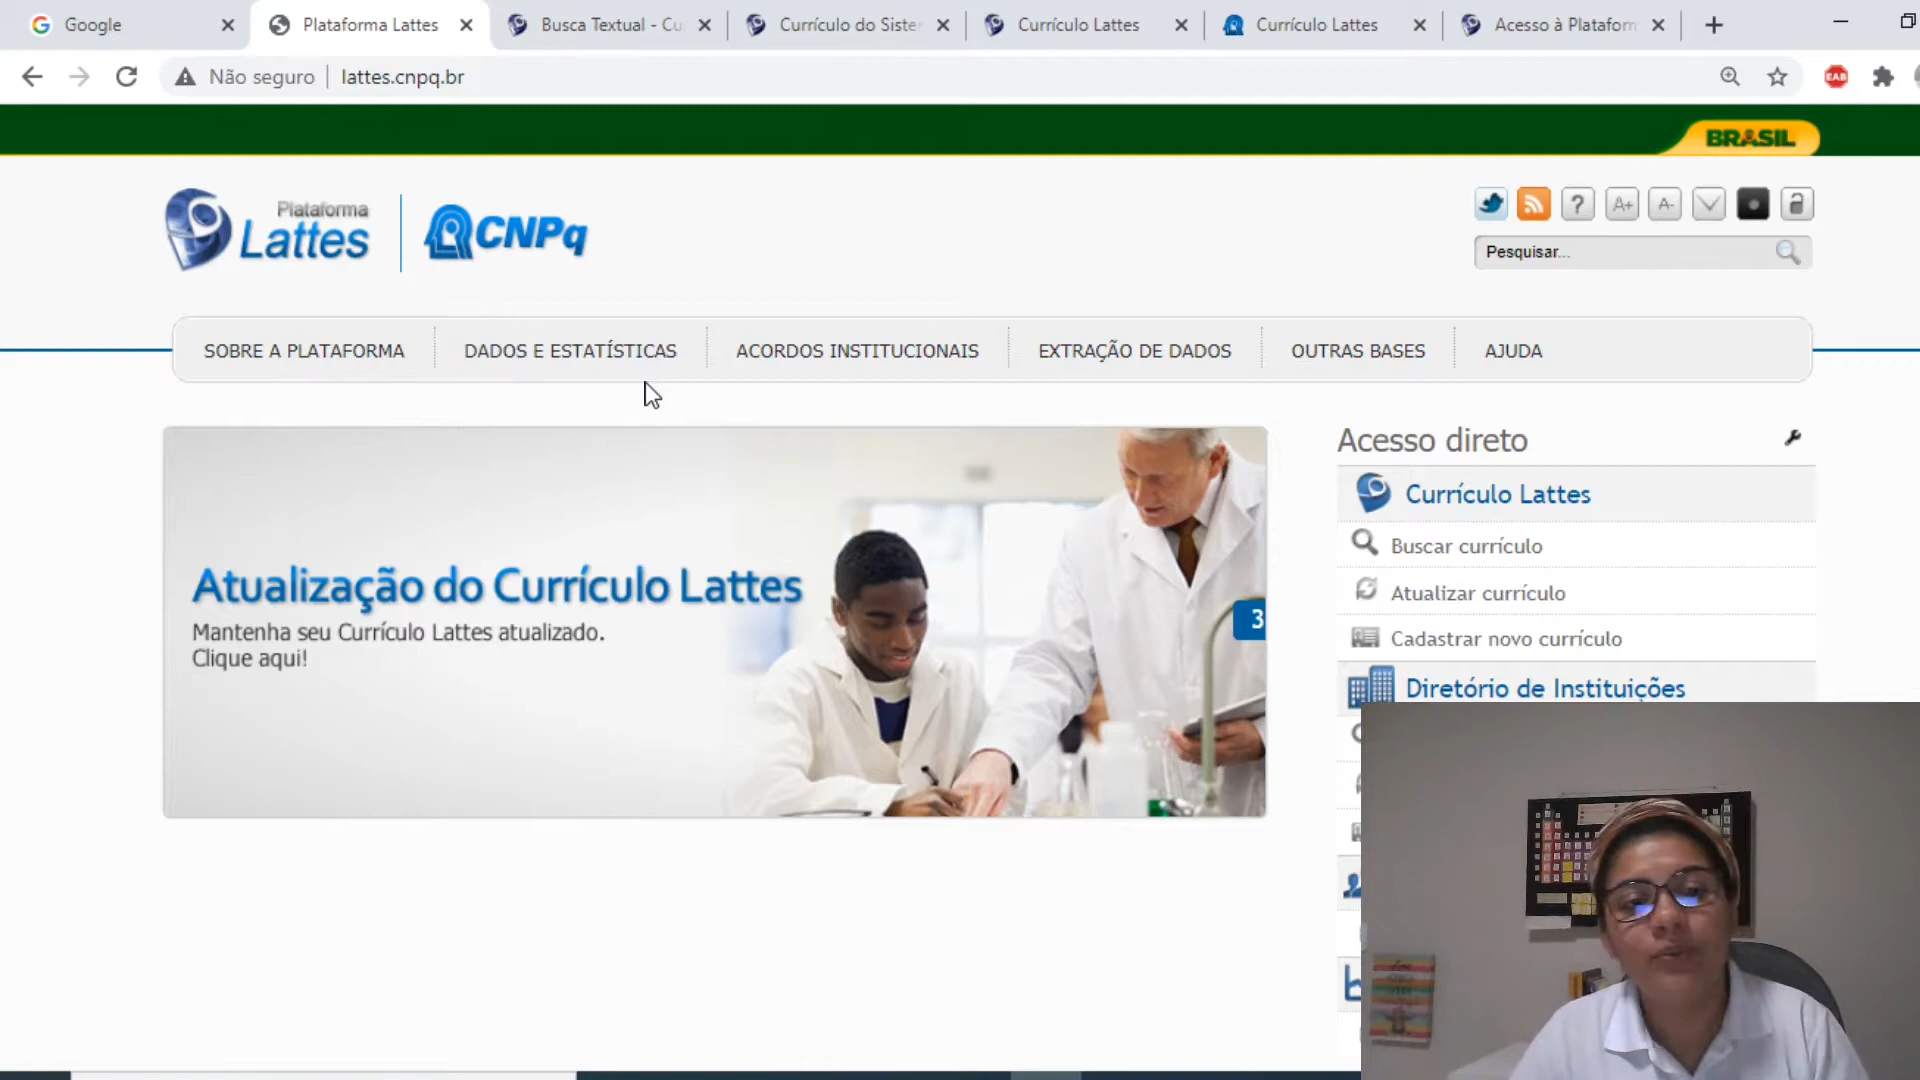 Google
Plataforma Lattes
Busca Textual - Cu
Currículo do Siste
Currículo Lattes
Currículo Lattes
Acesso à Plataform
Não seguro
lattes.cnpq.br
EAB
BRASIL
Plataforma
Lattes
CNPq
A+
A-
Pesquisar...
SOBRE A PLATAFORMA
DADOS E ESTATÍSTICAS
ACORDOS INSTITUCIONAIS
EXTRAÇÃO DE DADOS
OUTRAS BASES
AJUDA
Atualização do Currículo Lattes
Mantenha seu Currículo Lattes atualizado.
Clique aqui!
3
Acesso direto
Currículo Lattes
Buscar currículo
Atualizar currículo
Cadastrar novo currículo
Diretório de Instituições